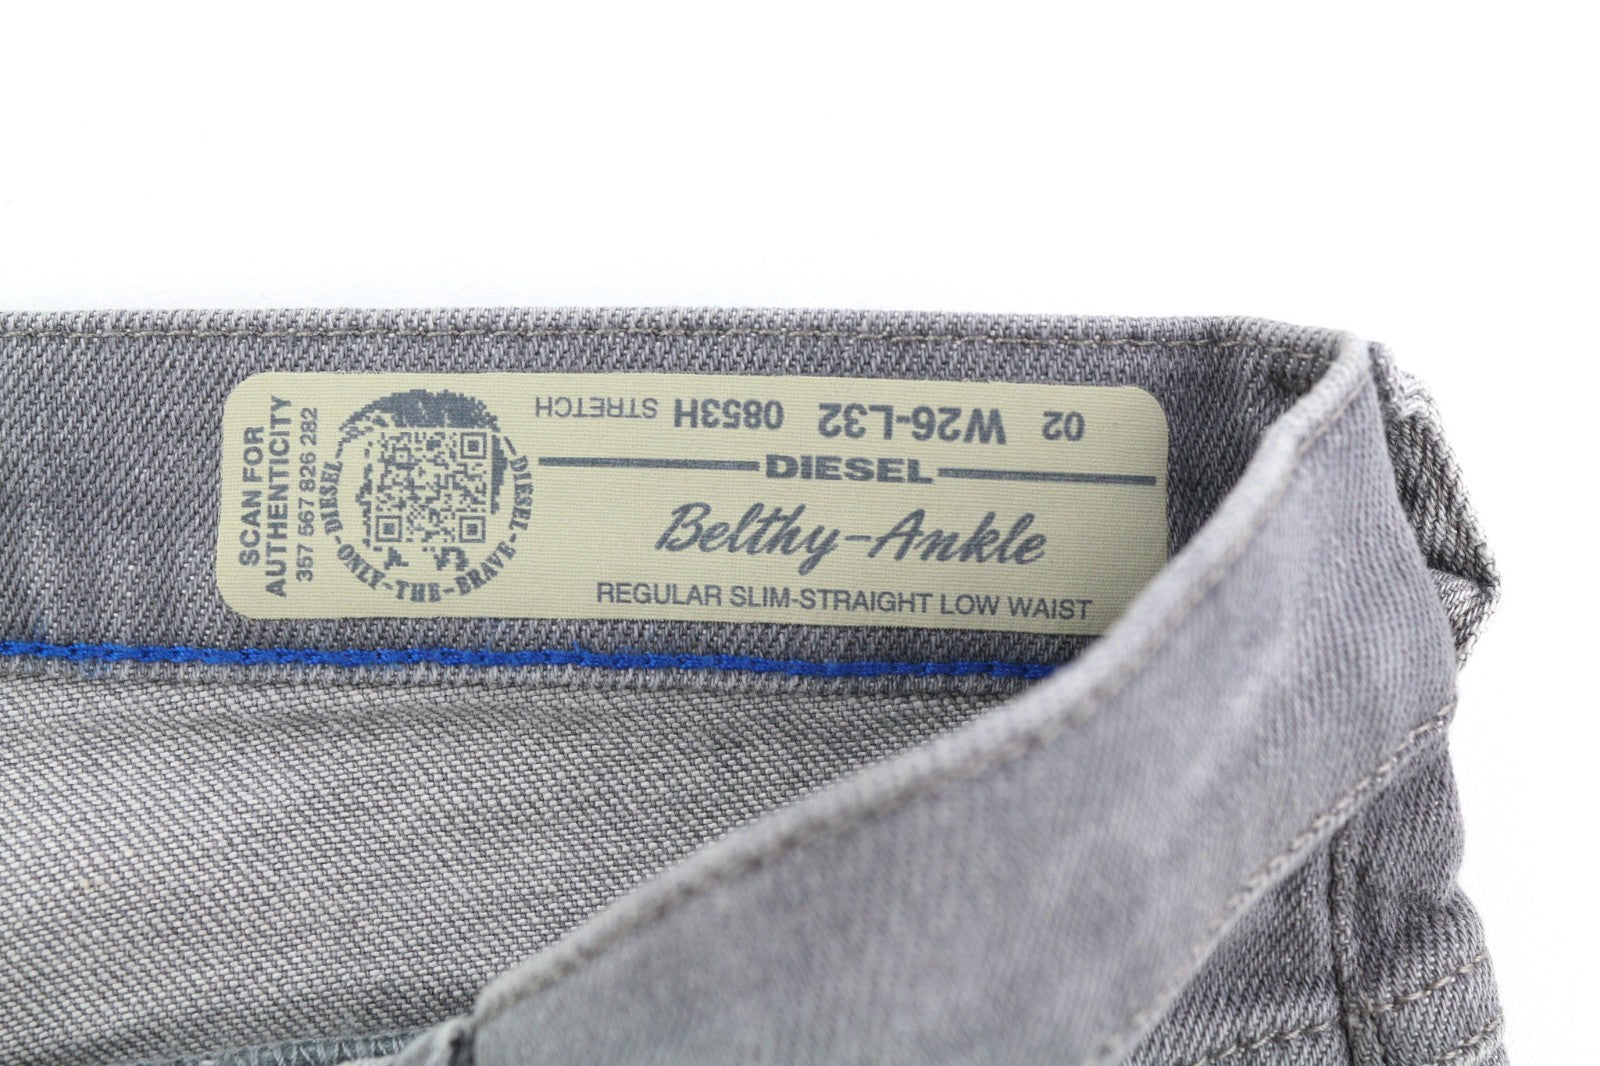 SCAN FOR
AUTHENTICITY
357 567 826 282
DIESEL-ONLY-THE-BRAVE-DIESEL
02 W26-L32 0853H STRETCH
DIESEL
Belthy-Ankle
REGULAR SLIM-STRAIGHT LOW WAIST